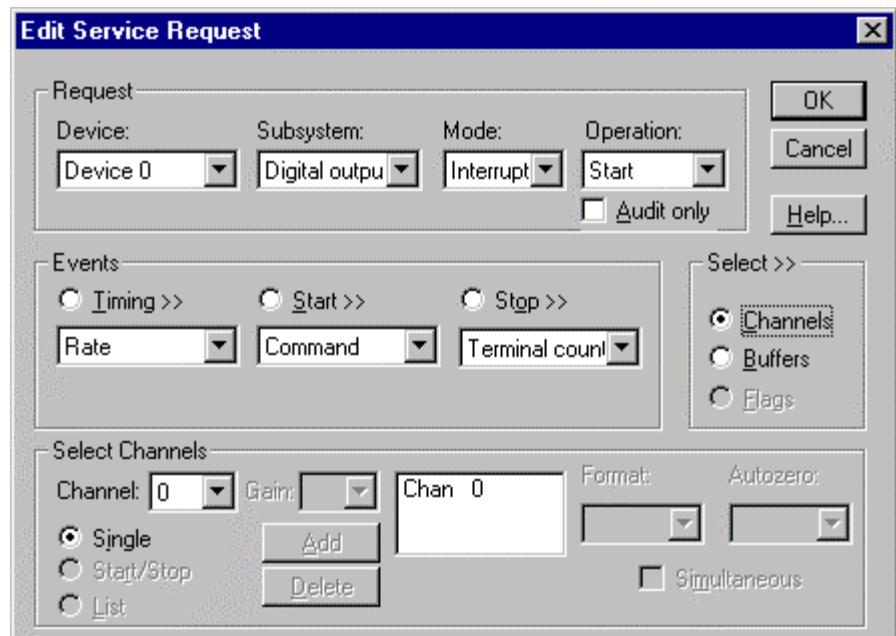 Edit Service Request
Request
Device: Subsystem: Mode: Operation:
Device 0 Digital outpu Interrupt Start
Audit only
OK
Cancel
Help...
Events
Timing >> Start >> Stop >>
Rate Command Terminal count
Select >>
Channels
Buffers
Flags
Select Channels
Channel: 0 Gain: Chan 0 Format: Autozero:
Single
Start/Stop
List
Add
Delete
Simultaneous